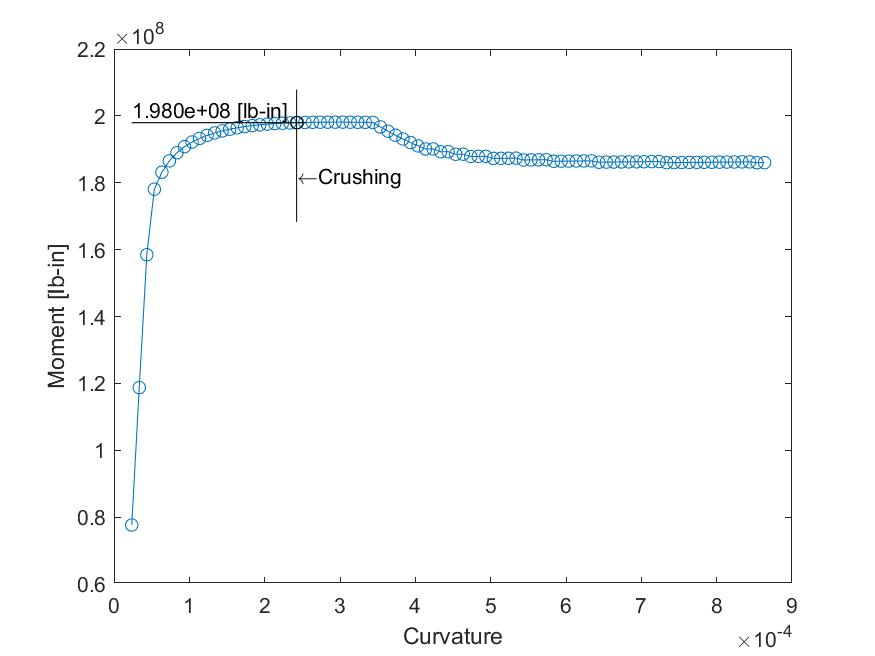 ×10⁸
2.2
2
1.8
1.6
1.4
1.2
1
0.8
0.6
1.980e+08 [lb-in]
←Crushing
Moment [lb-in]
0 1 2 3 4 5 6 7 8 9
Curvature
×10⁻⁴